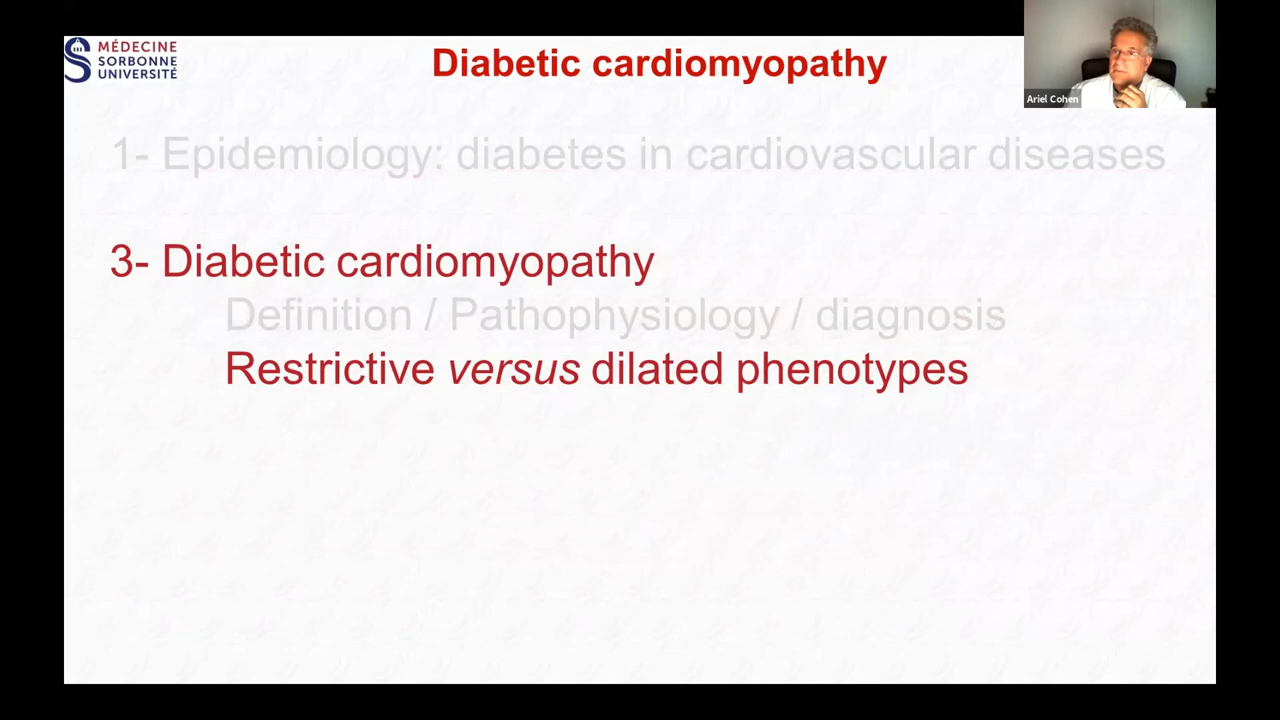 MÉDECINE
SORBONNE
UNIVERSITÉ
Diabetic cardiomyopathy
Ariel Cohen
1- Epidemiology: diabetes in cardiovascular diseases
3- Diabetic cardiomyopathy
Definition / Pathophysiology / diagnosis
Restrictive versus dilated phenotypes